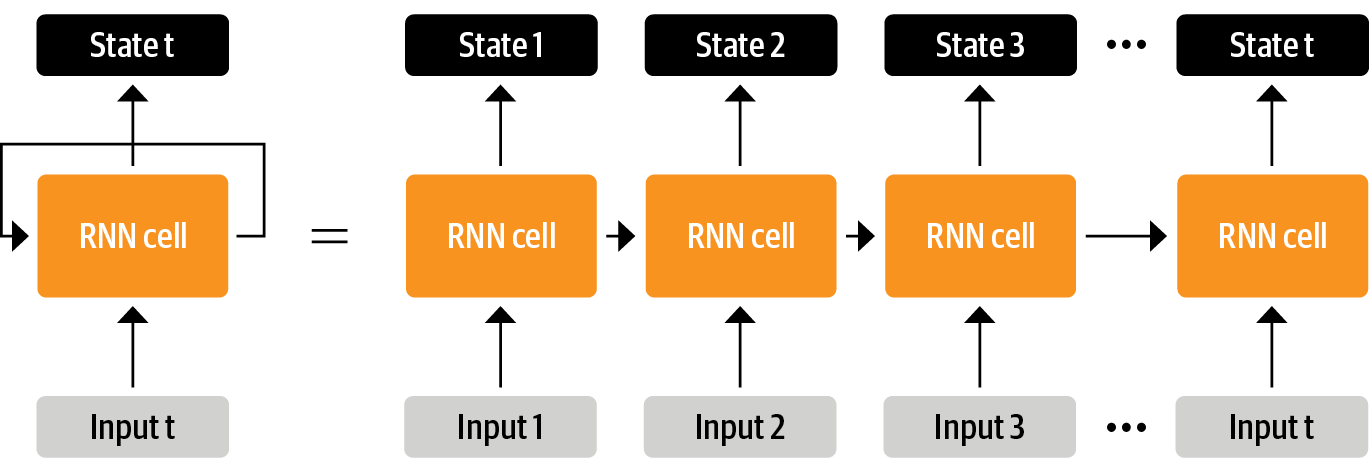 State t
State 1
State 2
State 3
...
State t
RNN cell
=
RNN cell
RNN cell
RNN cell
RNN cell
Input t
Input 1
Input 2
Input 3
...
Input t